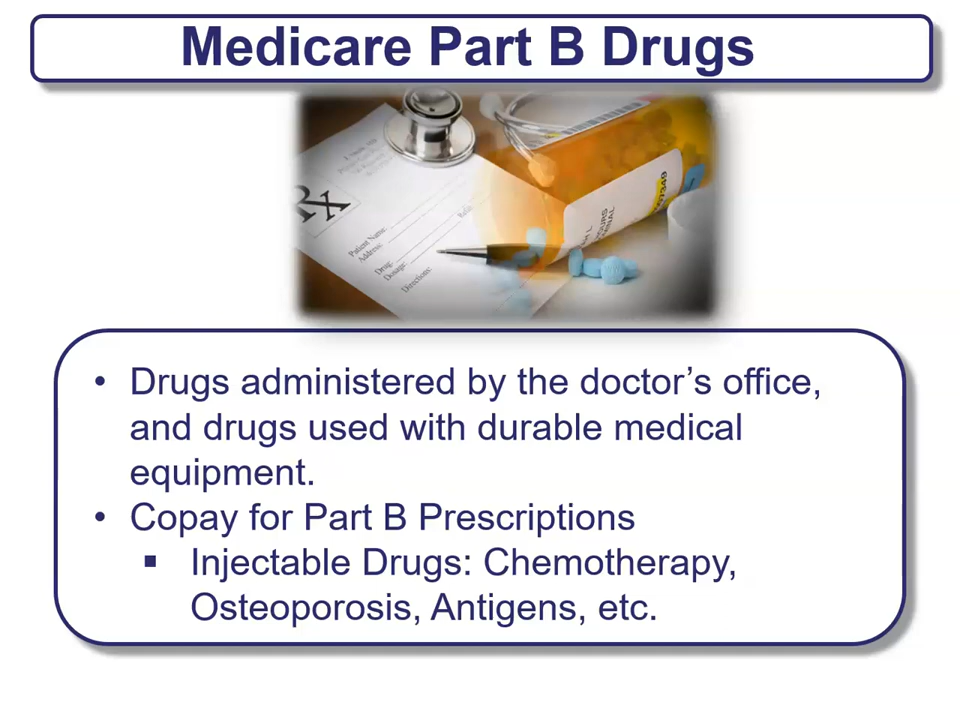 Medicare Part B Drugs
Rx
Patient Name:
Address:
Drug:
Dosage:
Directions:
• Drugs administered by the doctor’s office,
and drugs used with durable medical
equipment.
• Copay for Part B Prescriptions
▪ Injectable Drugs: Chemotherapy,
Osteoporosis, Antigens, etc.